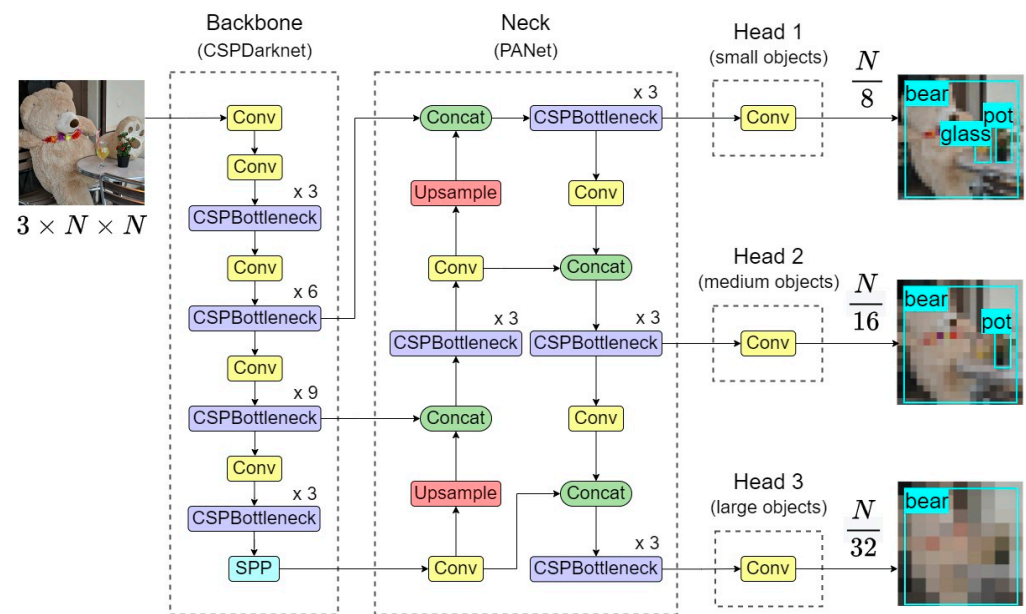 Backbone
(CSPDarknet)
Neck
(PANet)
Head 1
(small objects)
N
8
3 × N × N
Conv
Conv
x 3
CSPBottleneck
Conv
x 6
CSPBottleneck
Conv
x 9
CSPBottleneck
Conv
x 3
CSPBottleneck
SPP
Concat
Upsample
Conv
x 3
CSPBottleneck
Concat
Upsample
Conv
x 3
CSPBottleneck
Conv
Concat
x 3
CSPBottleneck
Conv
Concat
x 3
CSPBottleneck
Conv
bear
pot
glass
Head 2
(medium objects)
N
16
Conv
bear
pot
Head 3
(large objects)
N
32
Conv
bear